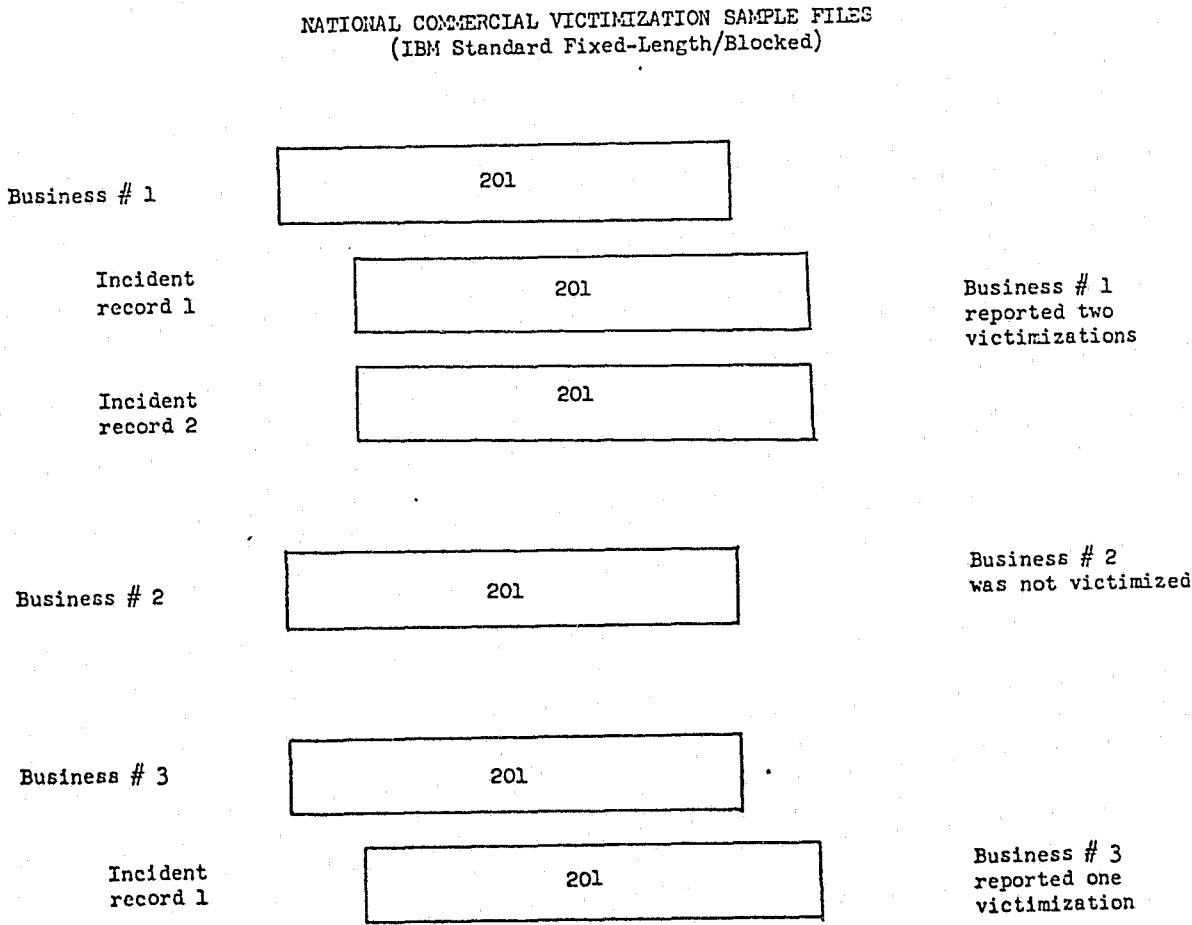 NATIONAL COMMERCIAL VICTIMIZATION SAMPLE FILES
(IBM Standard Fixed-Length/Blocked)
Business # 1
201
Incident
record 1
201
Business # 1
reported two
victimizations
Incident
record 2
201
Business # 2
201
Business # 2
was not victimized
Business # 3
201
Incident
record 1
201
Business # 3
reported one
victimization